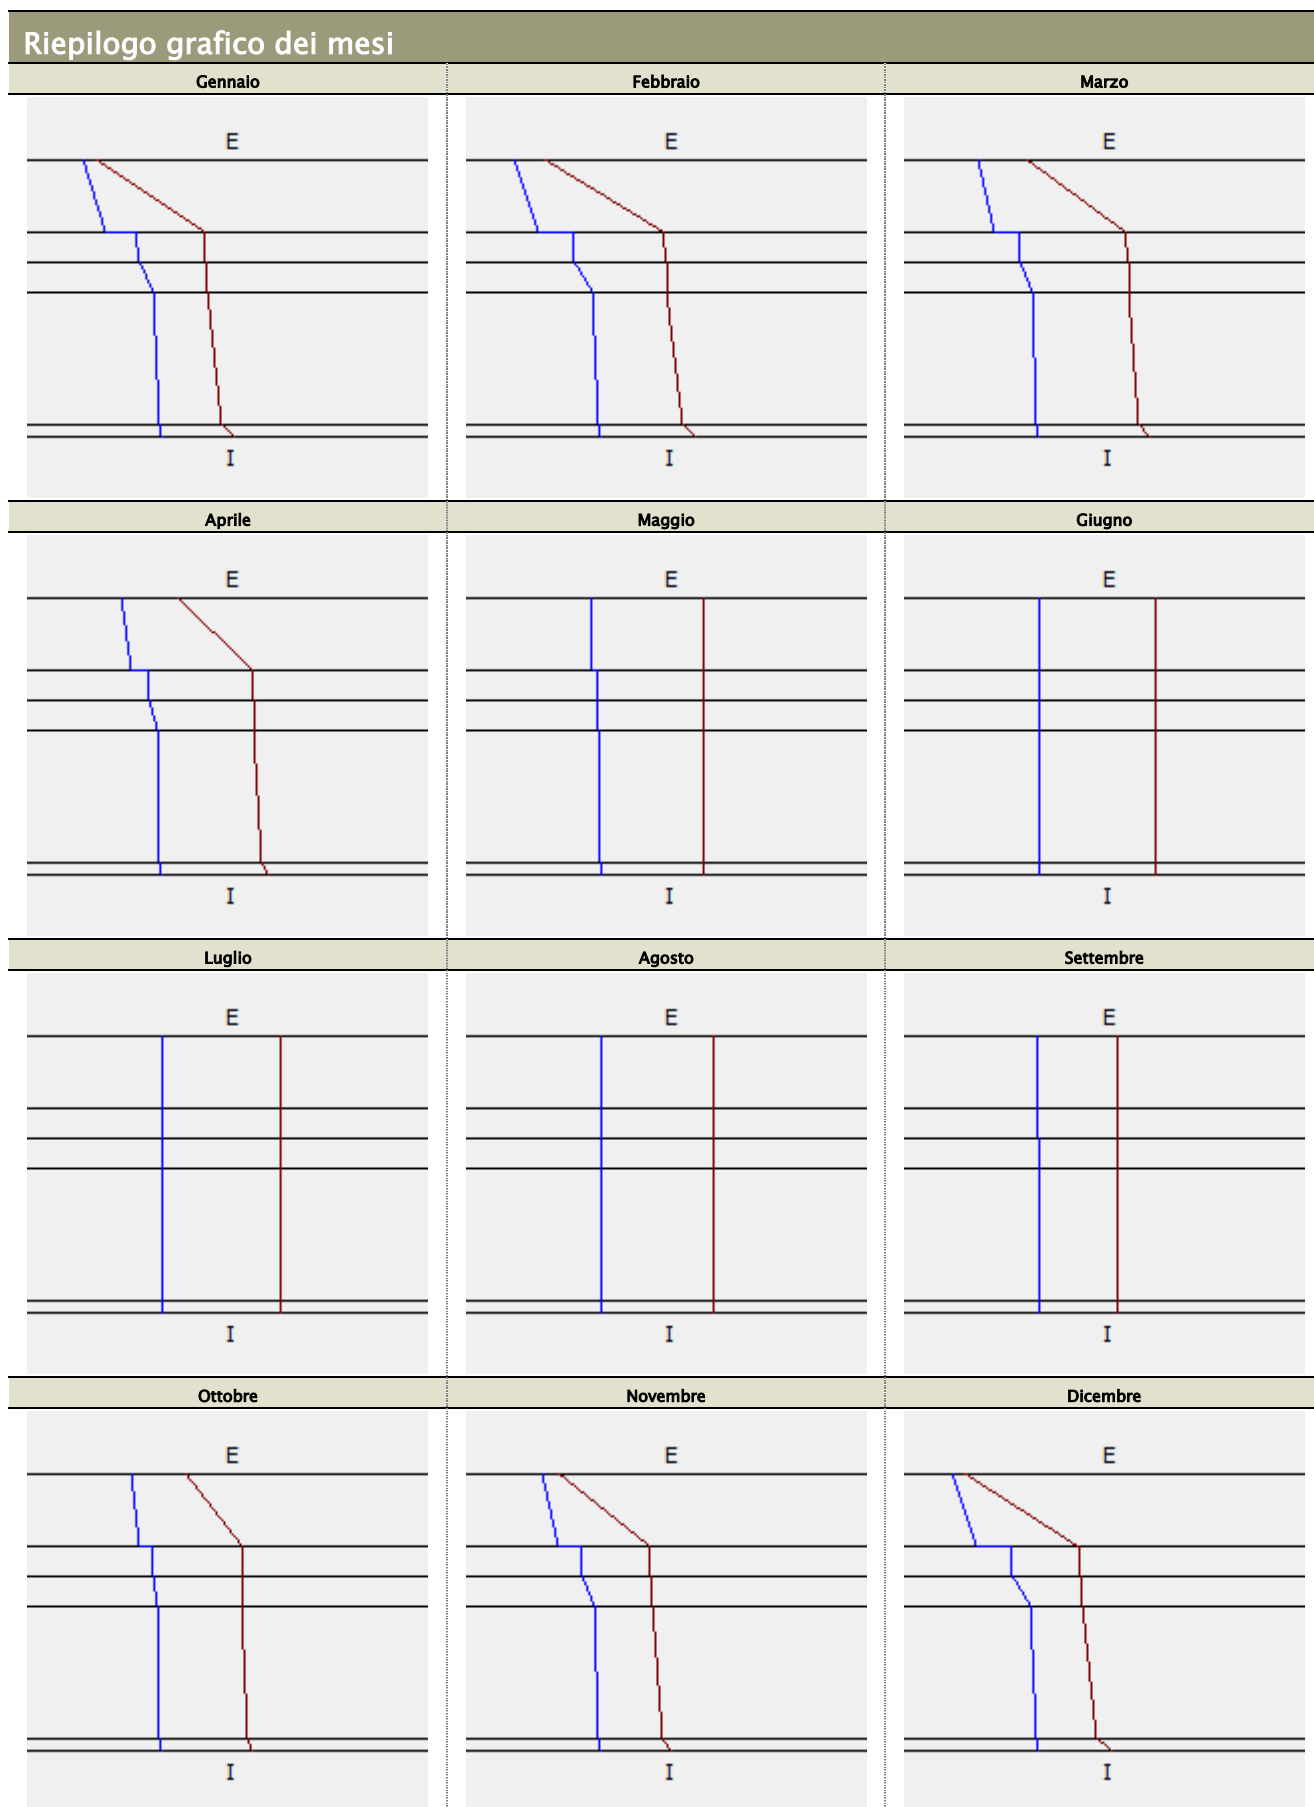 Riepilogo grafico dei mesi
Gennaio Febbraio Marzo
E E E
I I I
Aprile Maggio Giugno
E E E
I I I
Luglio Agosto Settembre
E E E
I I I
Ottobre Novembre Dicembre
E E E
I I I